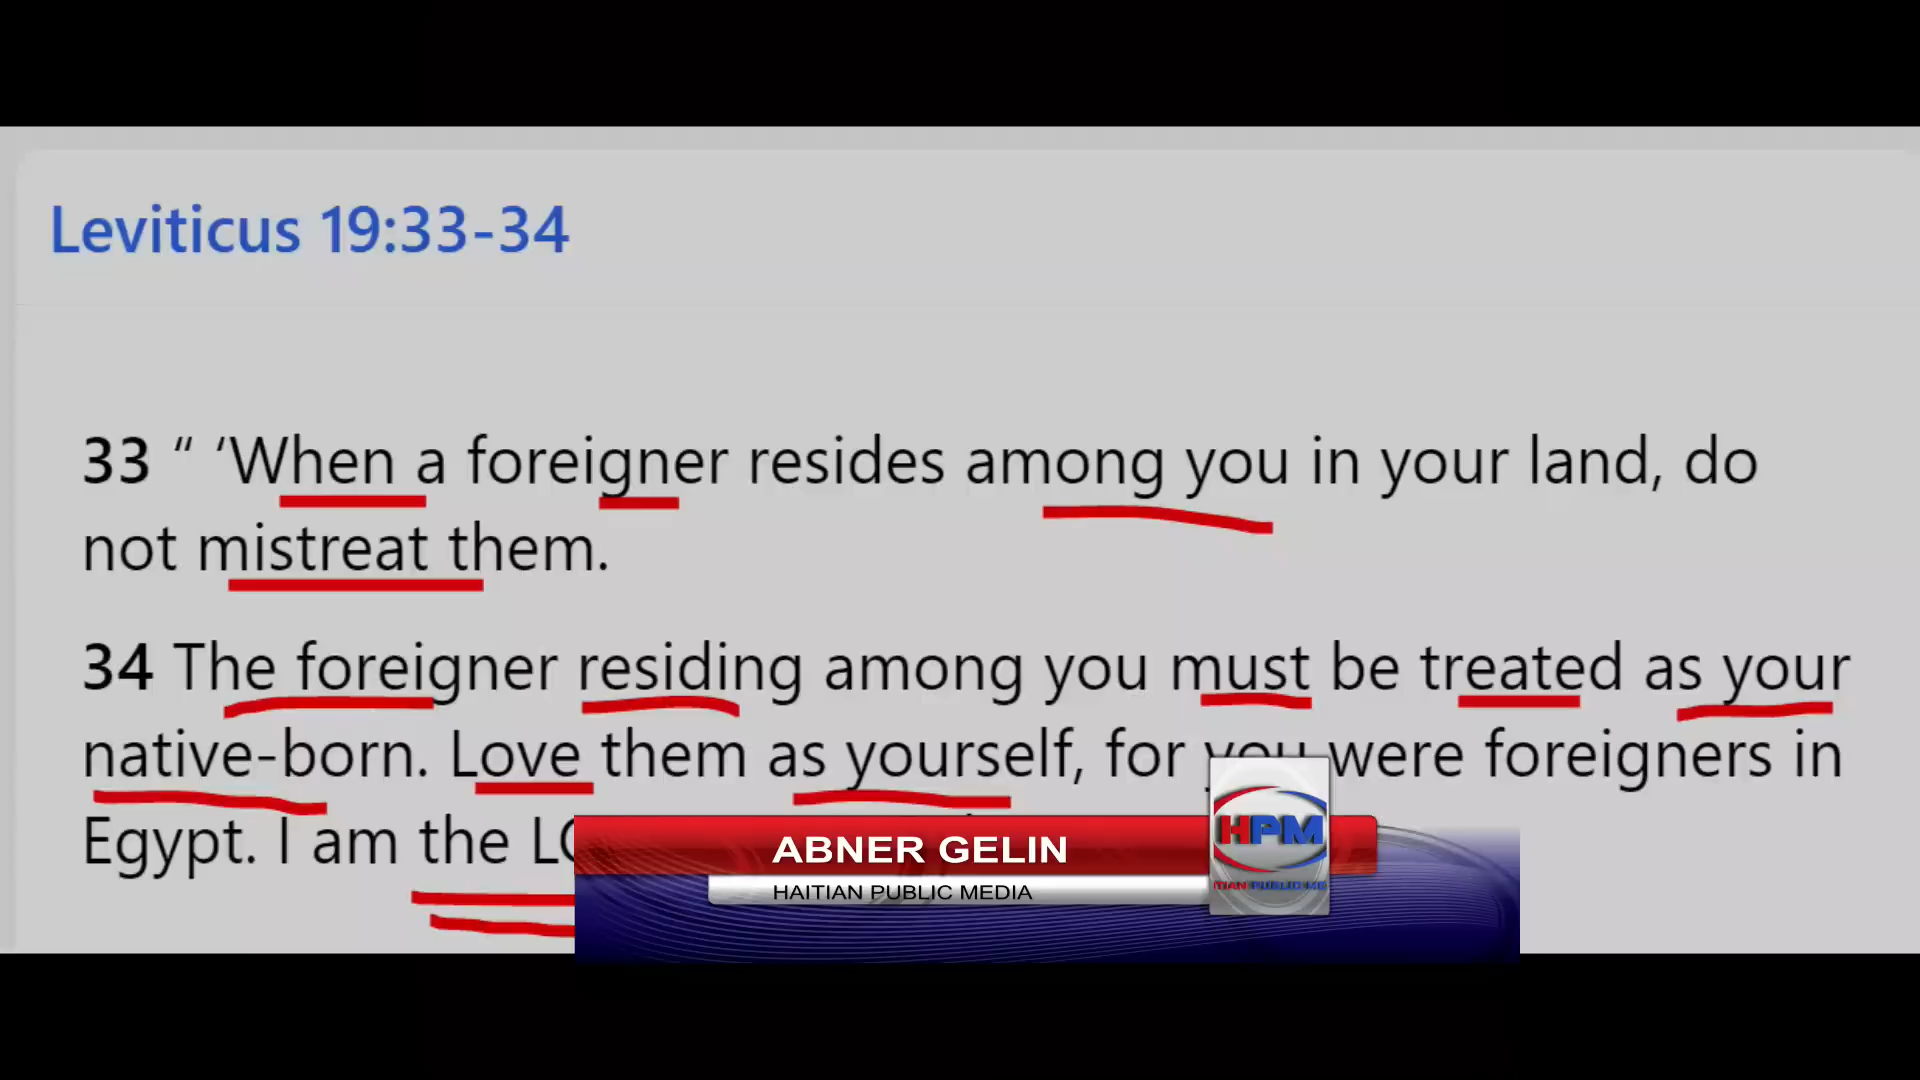 Leviticus 19:33-34
33 “ ‘When a foreigner resides among you in your land, do
not mistreat them.
34 The foreigner residing among you must be treated as your
native-born. Love them as yourself, for you were foreigners in
Egypt. I am the
ABNER GELIN
HAITIAN PUBLIC MEDIA
HPM